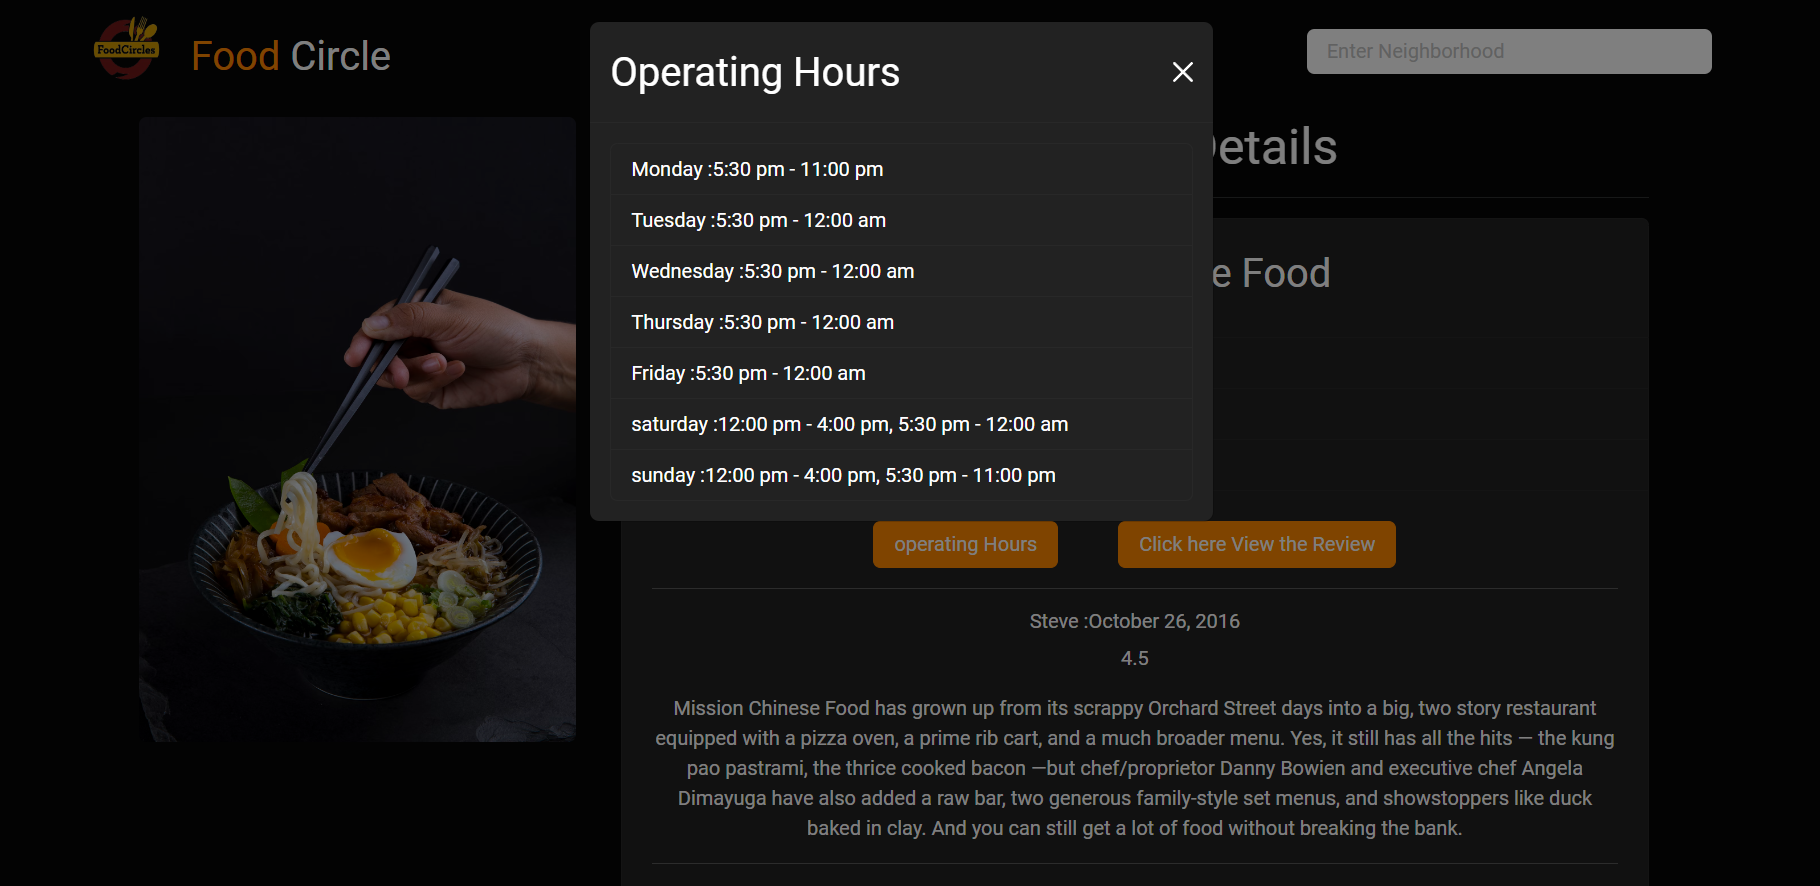 FoodCircles
Food Circle
Enter Neighborhood
Operating Hours
Monday :5:30 pm - 11:00 pm
Tuesday :5:30 pm - 12:00 am
Wednesday :5:30 pm - 12:00 am
Thursday :5:30 pm - 12:00 am
Friday :5:30 pm - 12:00 am
saturday :12:00 pm - 4:00 pm, 5:30 pm - 12:00 am
sunday :12:00 pm - 4:00 pm, 5:30 pm - 11:00 pm
Details
e Food
operating Hours
Click here View the Review
Steve :October 26, 2016
4.5
Mission Chinese Food has grown up from its scrappy Orchard Street days into a big, two story restaurant
equipped with a pizza oven, a prime rib cart, and a much broader menu. Yes, it still has all the hits — the kung
pao pastrami, the thrice cooked bacon —but chef/proprietor Danny Bowien and executive chef Angela
Dimayuga have also added a raw bar, two generous family-style set menus, and showstoppers like duck
baked in clay. And you can still get a lot of food without breaking the bank.